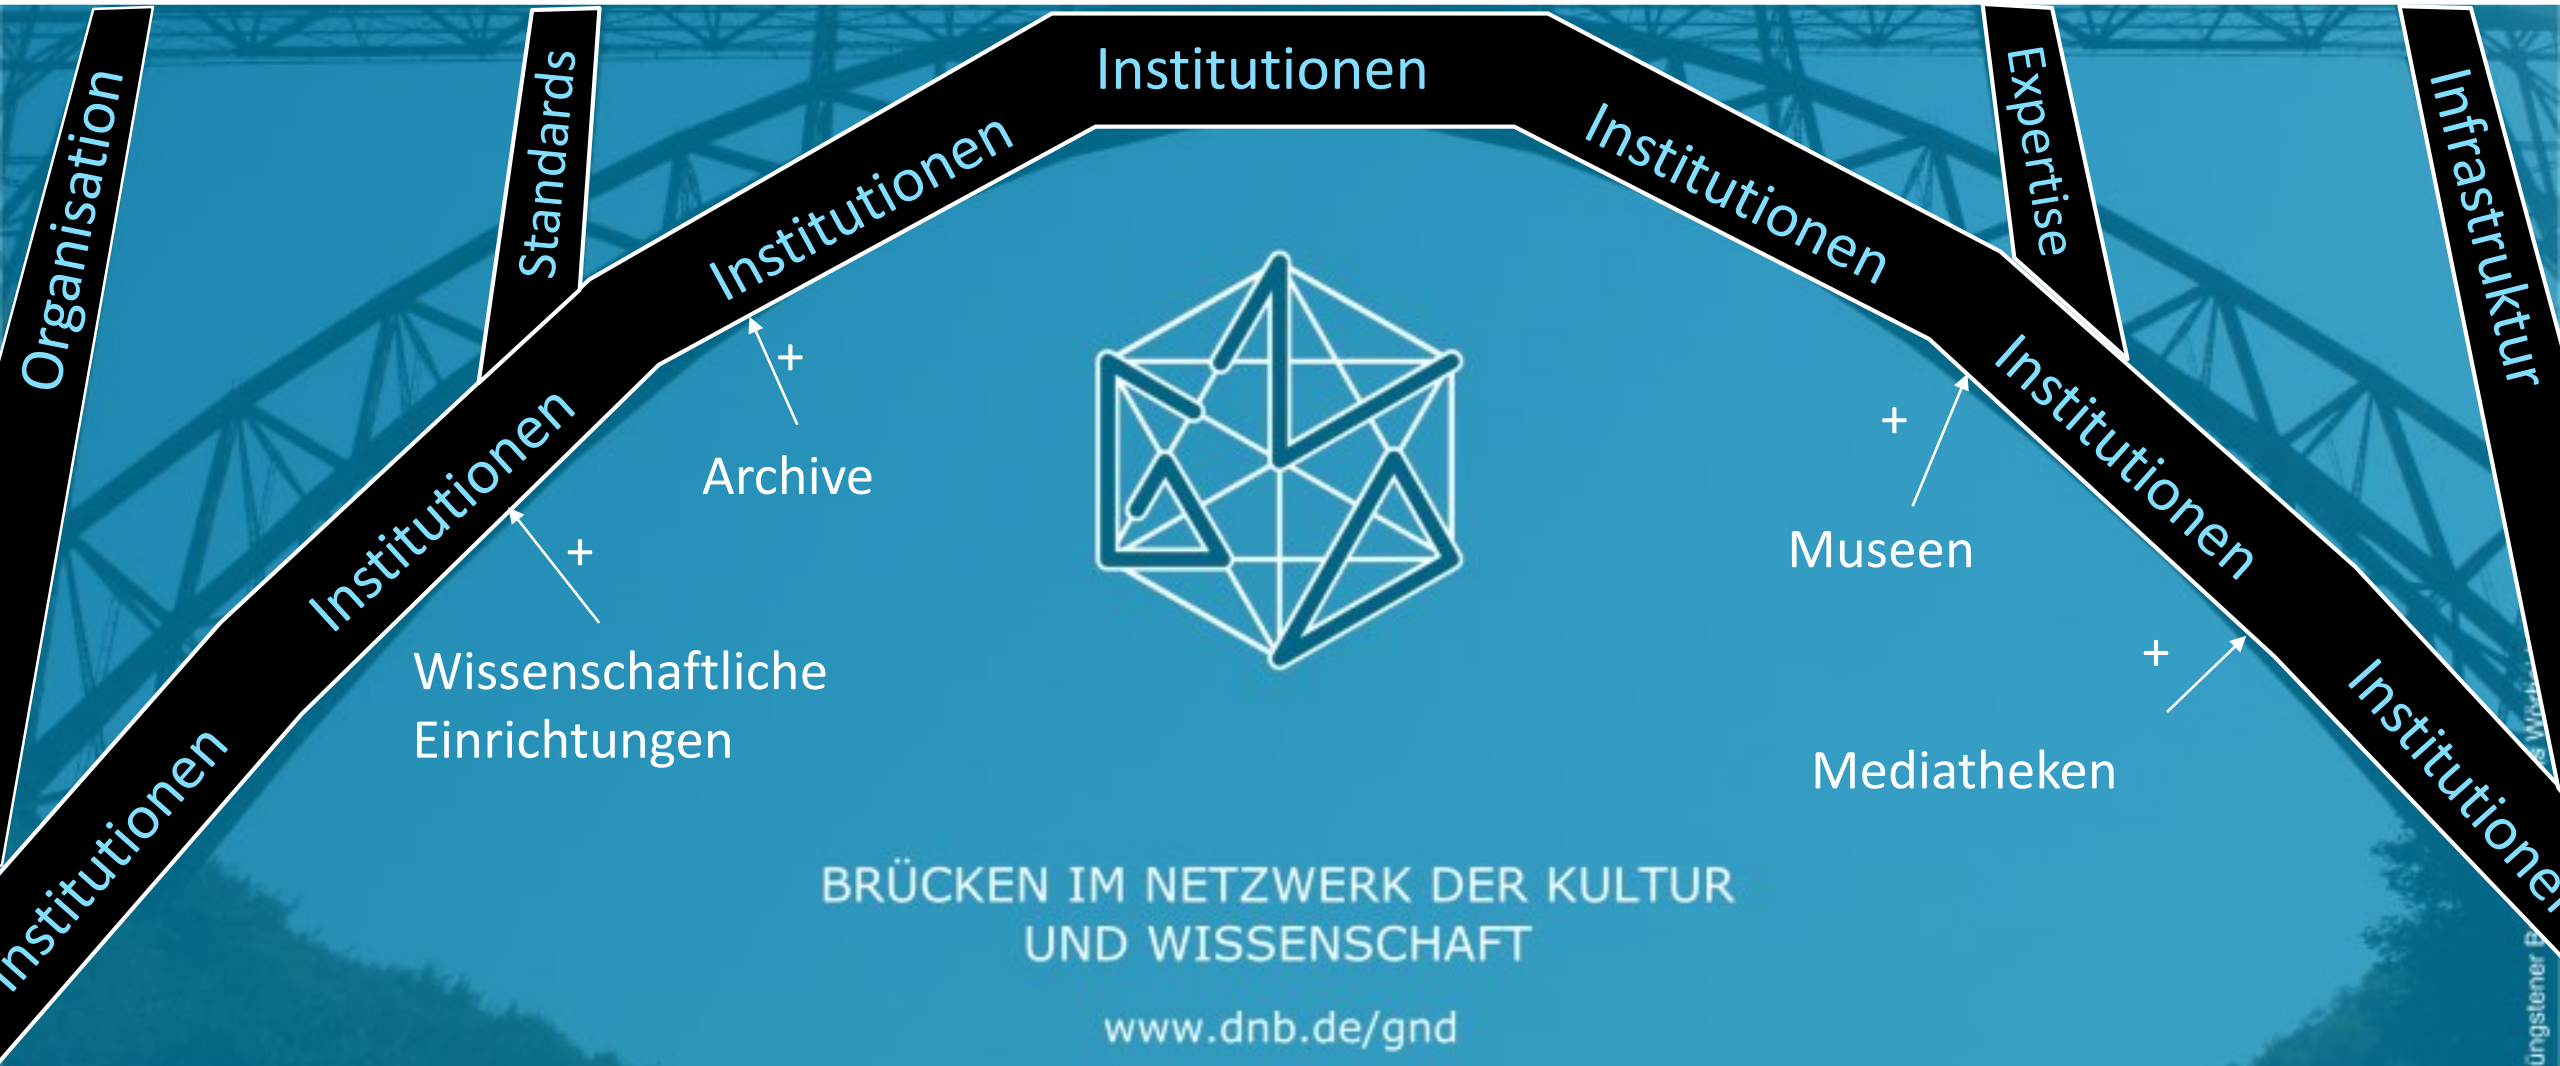 Organisation
Standards
Institutionen
Expertise
Infrastruktur
Institutionen
Institutionen
+
Archive
+
Museen
Institutionen
Institutionen
+
Wissenschaftliche
Einrichtungen
+
Mediatheken
Institutionen
Institutionen
BRÜCKEN IM NETZWERK DER KULTUR
UND WISSENSCHAFT
www.dnb.de/gnd